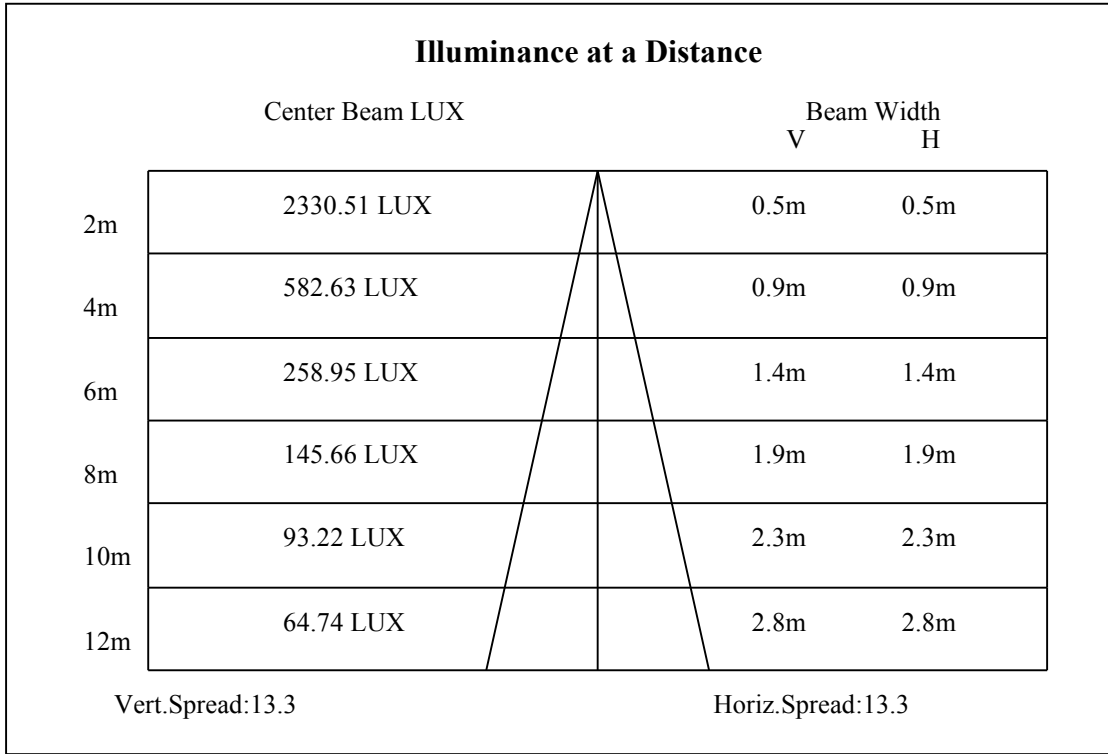 Illuminance at a Distance
Center Beam LUX Beam Width
V H
2m 2330.51 LUX 0.5m 0.5m
4m 582.63 LUX 0.9m 0.9m
6m 258.95 LUX 1.4m 1.4m
8m 145.66 LUX 1.9m 1.9m
10m 93.22 LUX 2.3m 2.3m
12m 64.74 LUX 2.8m 2.8m
Vert.Spread:13.3 Horiz.Spread:13.3